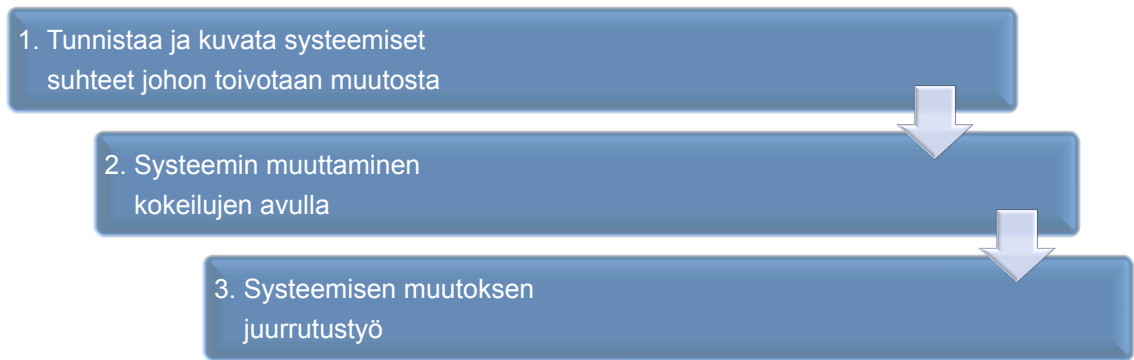 1. Tunnistaa ja kuvata systeemiset
suhteet johon toivotaan muutosta
2. Systeemin muuttaminen
kokeilujen avulla
3. Systeemisen muutoksen
juurrutustyö